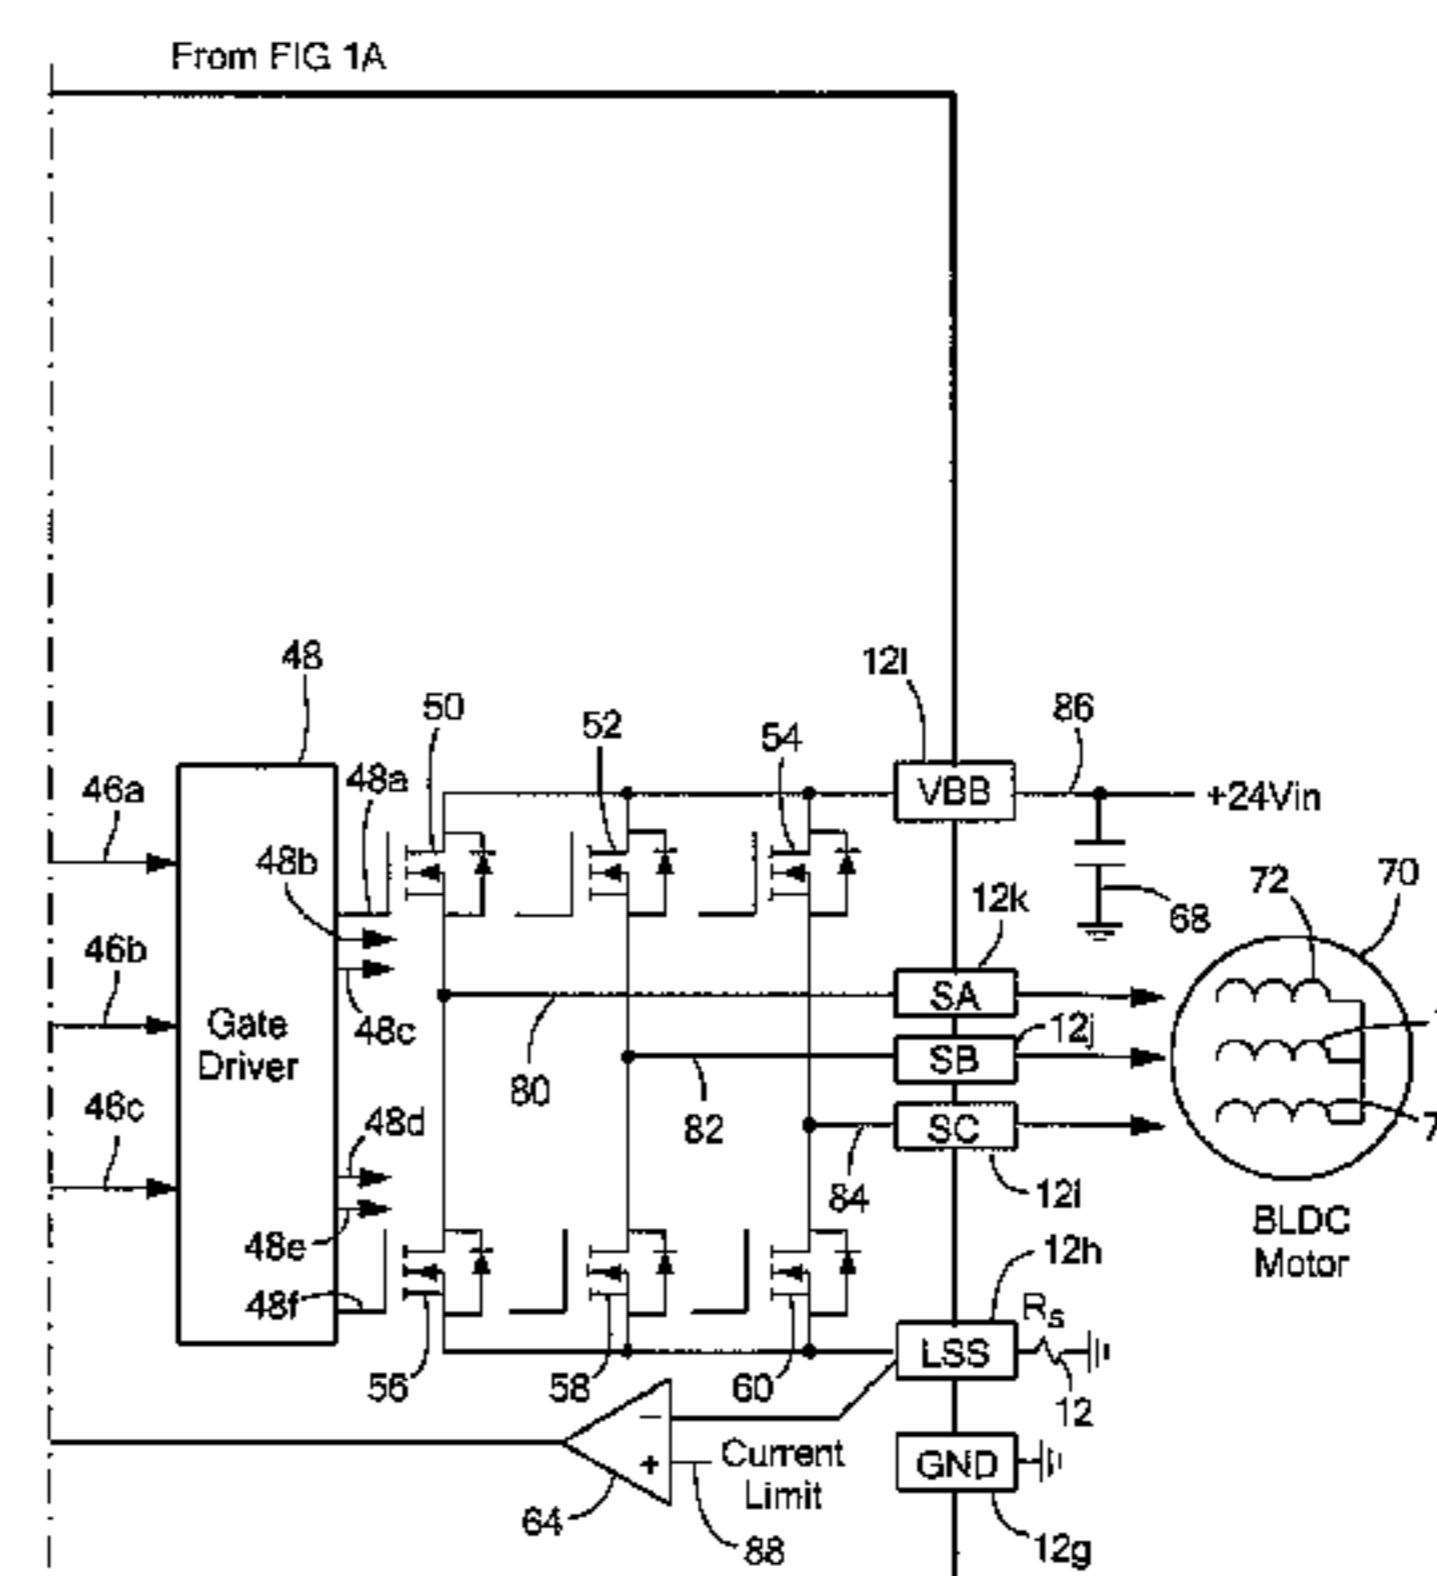 From FIG 1A
48
12l
50
86
52
54
46a
48a
VBB
+24Vin
48b
72
70
12k
68
46b
SA
Gate
Driver
48c
12j
SB
80
46c
82
SC
48d
84
12i
BLDC
Motor
48e
12h
48f
Rs
LSS
56
58
60
12
Current
Limit
GND
64
88
12g